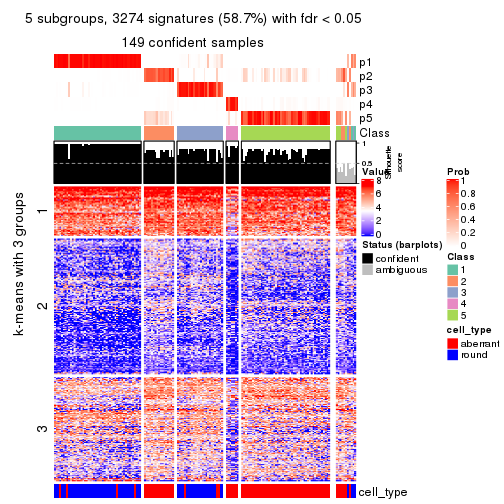 5 subgroups, 3274 signatures (58.7%) with fdr < 0.05
149 confident samples
p1
p2
p3
p4
p5
Class
1
0.5
0
Silhouette
score
k-means with 3 groups
1
2
3
cell_type
Value
8
6
4
2
0
Status (barplots)
confident
ambiguous
Prob
1
0.8
0.6
0.4
0.2
0
Class
1
2
3
4
5
cell_type
aberrant
round